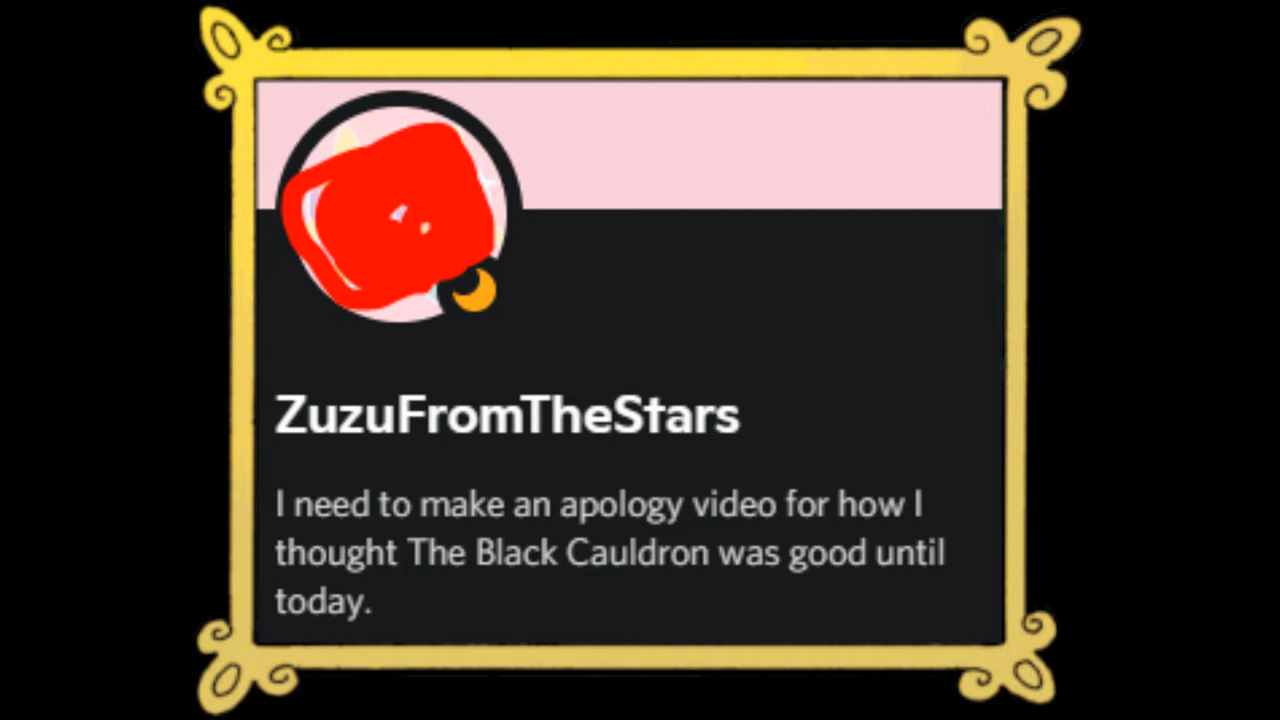 ZuzuFromTheStars
I need to make an apology video for how I
thought The Black Cauldron was good until
today.